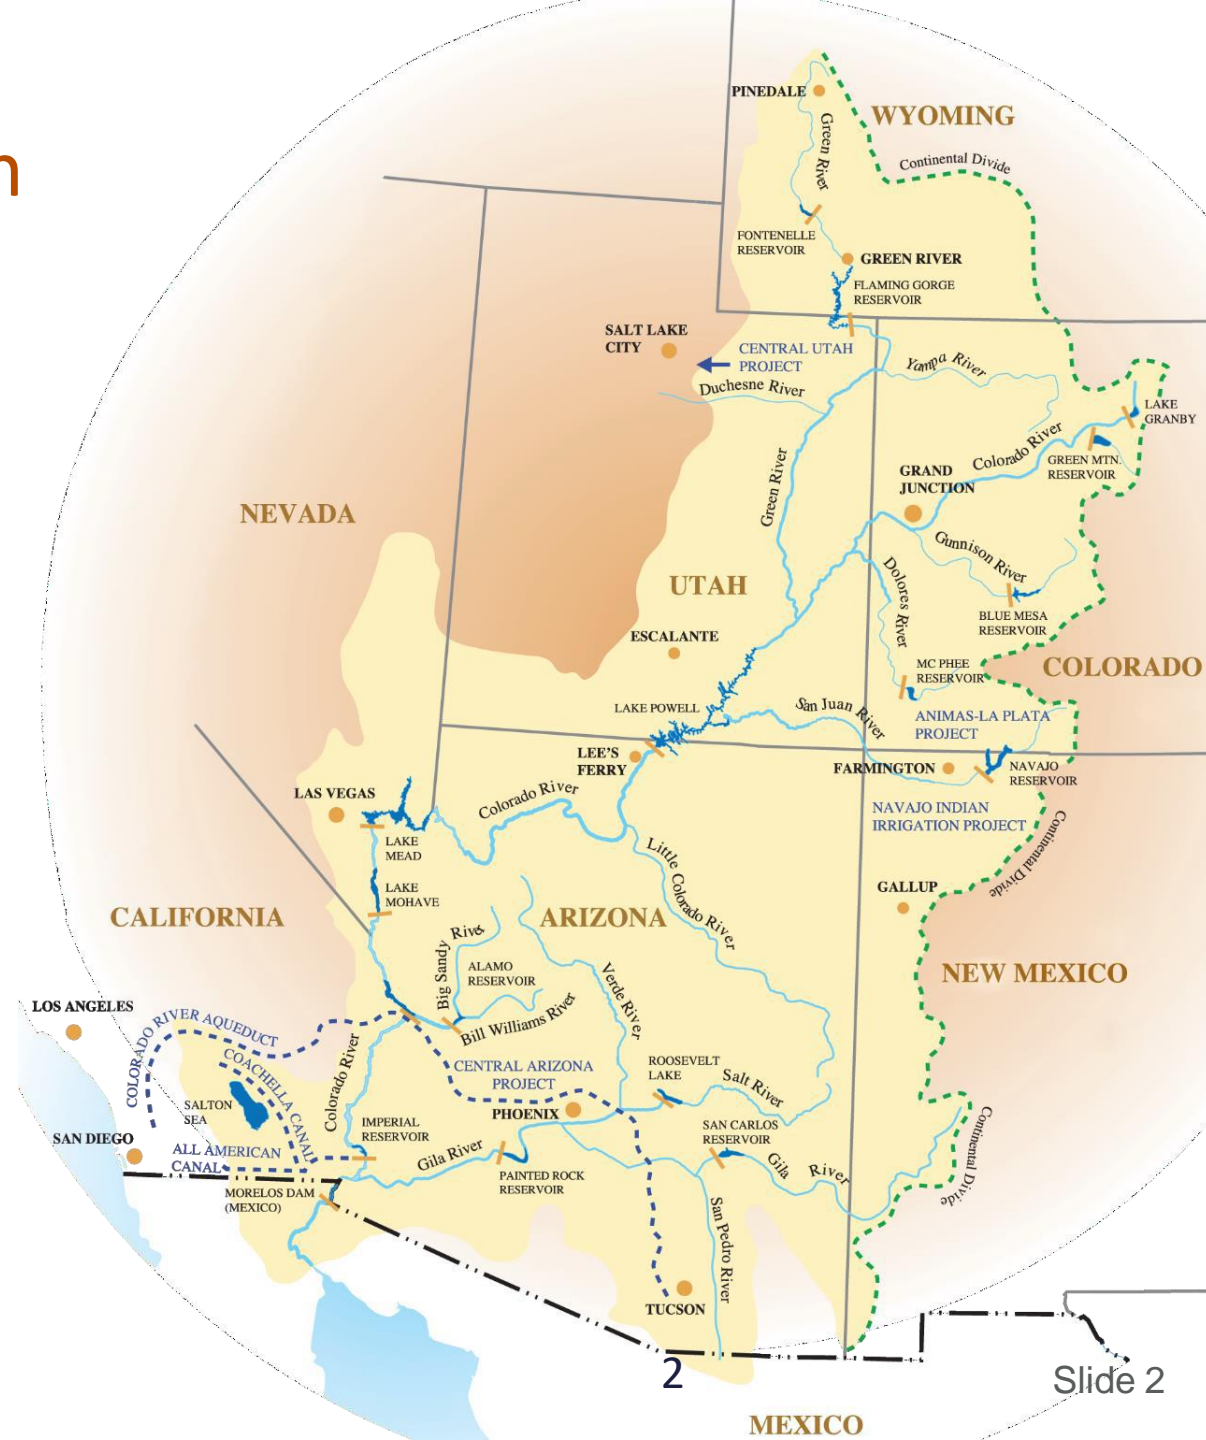 n
PINEDALE
WYOMING
Green River
Continental Divide
FONTENELLE
RESERVOIR
GREEN RIVER
FLAMING GORGE
RESERVOIR
SALT LAKE
CITY
CENTRAL UTAH
PROJECT
Yampa River
Duchesne River
LAKE
GRANBY
Colorado River
GREEN MTN.
RESERVOIR
GRAND
JUNCTION
Green River
NEVADA
Gunnison River
Dolores River
UTAH
BLUE MESA
RESERVOIR
ESCALANTE
MC PHEE
RESERVOIR
COLORADO
LAKE POWELL
San Juan River
ANIMAS-LA PLATA
PROJECT
LEE'S
FERRY
FARMINGTON
NAVAJO
RESERVOIR
LAS VEGAS
Colorado River
NAVAJO INDIAN
IRRIGATION PROJECT
Continental Divide
LAKE
MEAD
Little Colorado River
LAKE
MOHAVE
GALLUP
CALIFORNIA
ARIZONA
Big Sandy River
ALAMO
RESERVOIR
NEW MEXICO
Verde River
LOS ANGELES
Bill Williams River
COLORADO RIVER AQUEDUCT
COACHELLA CANAL
Colorado River
CENTRAL ARIZONA
PROJECT
ROOSEVELT
LAKE
Salt River
SALTON
SEA
PHOENIX
IMPERIAL
RESERVOIR
SAN CARLOS
RESERVOIR
Continental Divide
SAN DIEGO
ALL AMERICAN
CANAL
Gila River
Gila River
PAINTED ROCK
RESERVOIR
MORELOS DAM
(MEXICO)
San Pedro River
TUCSON
2
Slide 2
MEXICO